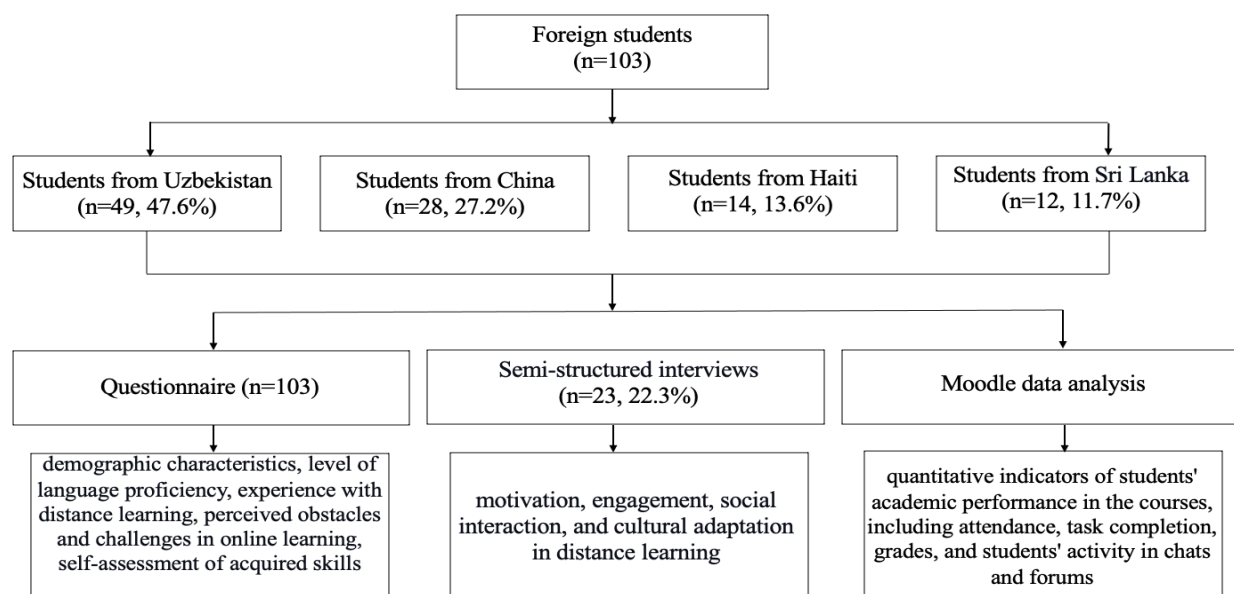 Foreign students
(n=103)
Students from Uzbekistan
(n=49, 47.6%)
Students from China
(n=28, 27.2%)
Students from Haiti
(n=14, 13.6%)
Students from Sri Lanka
(n=12, 11.7%)
Questionnaire (n=103)
Semi-structured interviews
(n=23, 22.3%)
Moodle data analysis
demographic characteristics, level of
language proficiency, experience with
distance learning, perceived obstacles
and challenges in online learning,
self-assessment of acquired skills
motivation, engagement, social
interaction, and cultural adaptation
in distance learning
quantitative indicators of students'
academic performance in the courses,
including attendance, task completion,
grades, and students' activity in chats
and forums